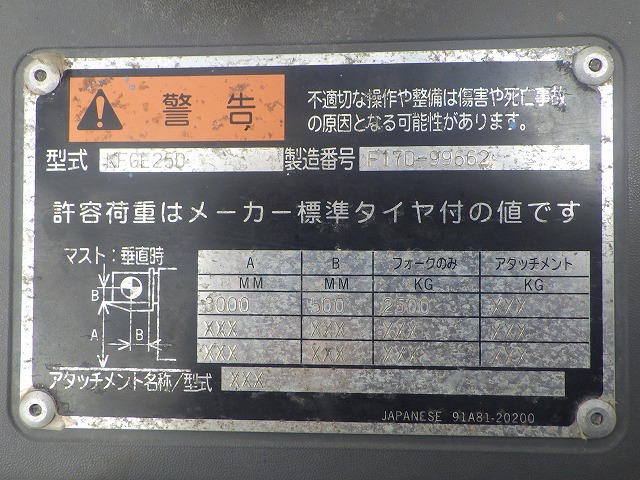 警告
不適切な操作や整備は傷害や死亡事故
の原因となる可能性があります。
型式 KFGE25D 製造番号 F17D-99662
許容荷重はメーカー標準タイヤ付の値です
マスト:垂直時
A B フォークのみ アタッチメント
MM MM KG KG
3000 500 2500 XXX
XXX XXX XXX XXX
XXX XXX XXX XXX
B
A B
アタッチメント名称/型式 XXX
JAPANESE 91A81-20200